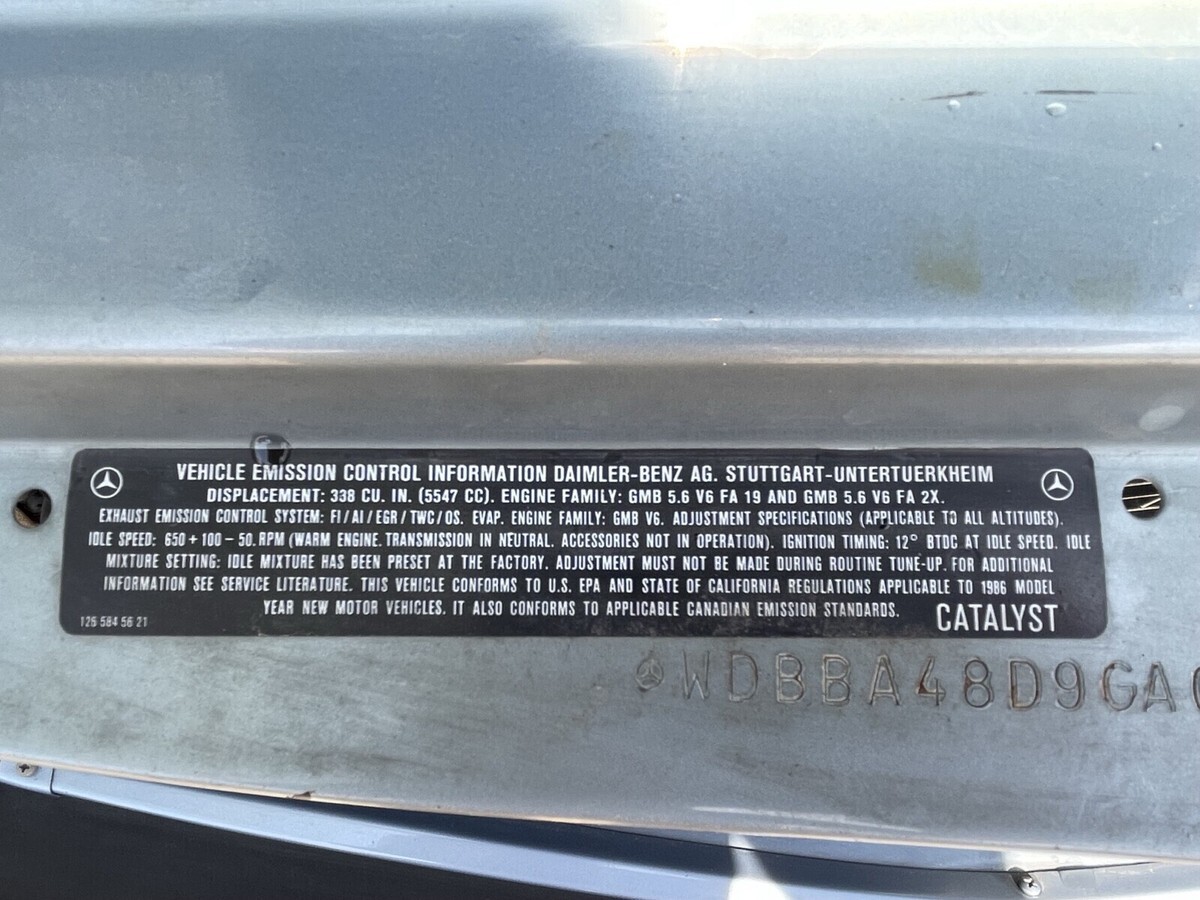 VEHICLE EMISSION CONTROL INFORMATION DAIMLER-BENZ AG. STUTTGART-UNTERTUERKHEIM
DISPLACEMENT: 338 CU. IN. (5547 CC). ENGINE FAMILY: GMB 5.6 V6 FA 19 AND GMB 5.6 V6 FA 2X.
EXHAUST EMISSION CONTROL SYSTEM: FI/AI/EGR/TWC/OS. EVAP. ENGINE FAMILY: GMB V6. ADJUSTMENT SPECIFICATIONS (APPLICABLE TO ALL ALTITUDES).
IDLE SPEED: 650 + 100 – 50. RPM (WARM ENGINE. TRANSMISSION IN NEUTRAL. ACCESSORIES NOT IN OPERATION). IGNITION TIMING: 12° BTDC AT IDLE SPEED. IDLE
MIXTURE SETTING: IDLE MIXTURE HAS BEEN PRESET AT THE FACTORY. ADJUSTMENT MUST NOT BE MADE DURING ROUTINE TUNE-UP. FOR ADDITIONAL
INFORMATION SEE SERVICE LITERATURE. THIS VEHICLE CONFORMS TO U.S. EPA AND STATE OF CALIFORNIA REGULATIONS APPLICABLE TO 1986 MODEL
YEAR NEW MOTOR VEHICLES. IT ALSO CONFORMS TO APPLICABLE CANADIAN EMISSION STANDARDS.
CATALYST
126 584 56 21
WDBBA48D9GA